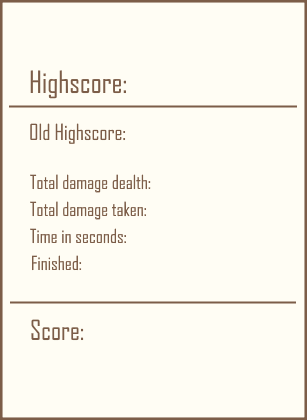 Highscore:
Old Highscore:
Total damage dealth:
Total damage taken:
Time in seconds:
Finished:
Score: